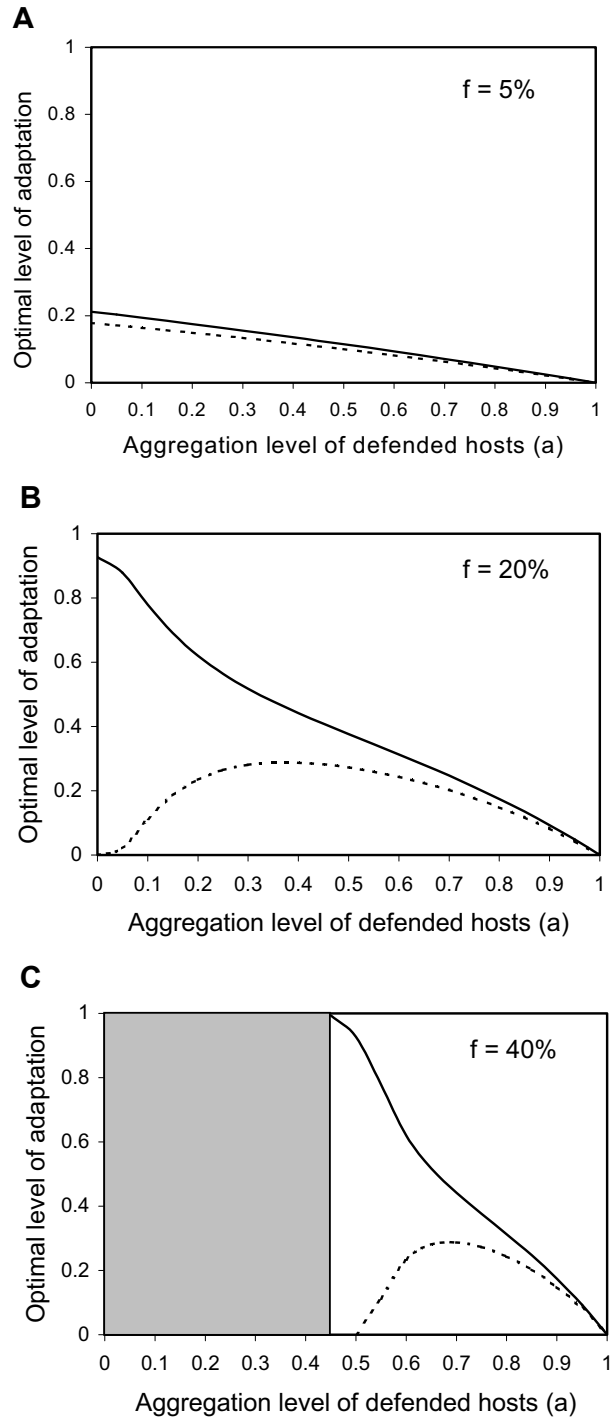 A
f = 5%
Optimal level of adaptation
1
0.8
0.6
0.4
0.2
0
0 0.1 0.2 0.3 0.4 0.5 0.6 0.7 0.8 0.9 1
Aggregation level of defended hosts (a)
B
f = 20%
Optimal level of adaptation
1
0.8
0.6
0.4
0.2
0
0 0.1 0.2 0.3 0.4 0.5 0.6 0.7 0.8 0.9 1
Aggregation level of defended hosts (a)
C
f = 40%
Optimal level of adaptation
1
0.8
0.6
0.4
0.2
0
0 0.1 0.2 0.3 0.4 0.5 0.6 0.7 0.8 0.9 1
Aggregation level of defended hosts (a)